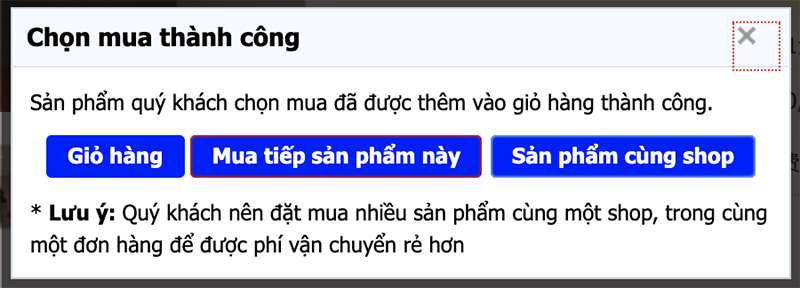 Chọn mua thành công
Sản phẩm quý khách chọn mua đã được thêm vào giỏ hàng thành công.
Giỏ hàng
Mua tiếp sản phẩm này
Sản phẩm cùng shop
* Lưu ý: Quý khách nên đặt mua nhiều sản phẩm cùng một shop, trong cùng
một đơn hàng để được phí vận chuyển rẻ hơn